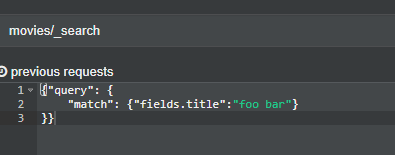 movies/_search
previous requests
1 {"query": {
2 "match": {"fields.title":"foo bar"}
3 }}